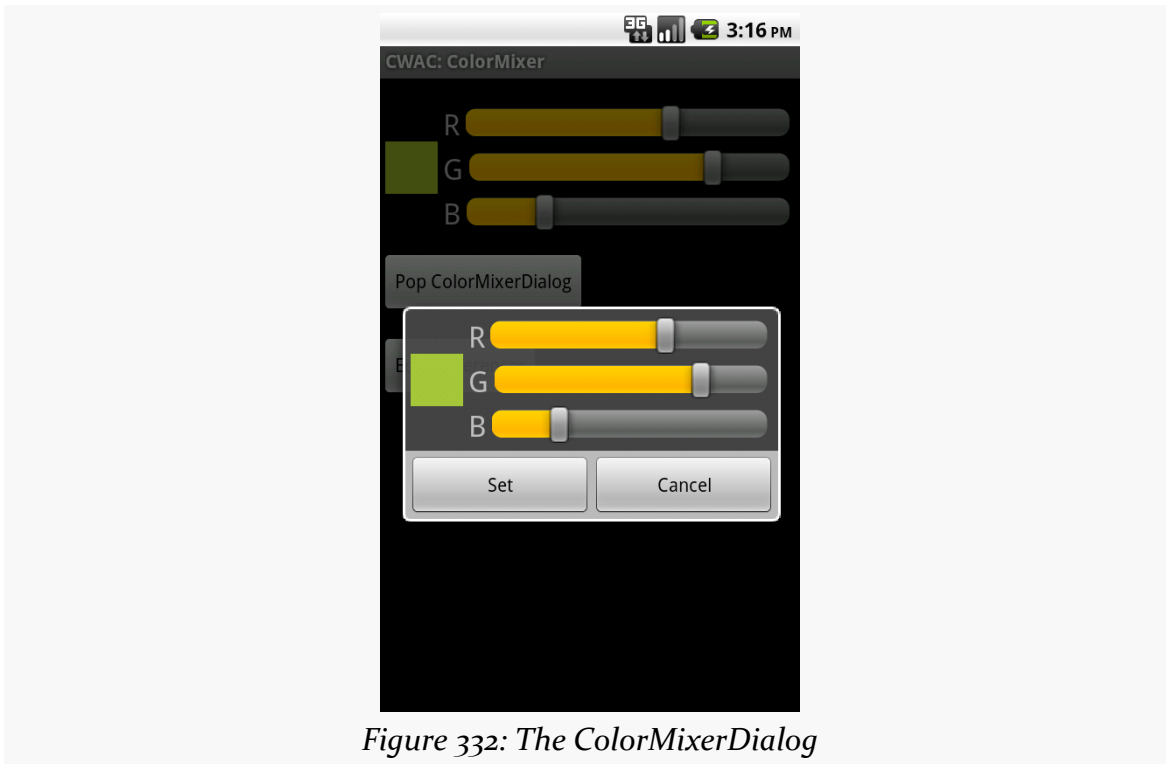 3G 3:16 PM
CWAC: ColorMixer
R
G
B
Pop ColorMixerDialog
R
G
B
Set Cancel
Figure 332: The ColorMixerDialog